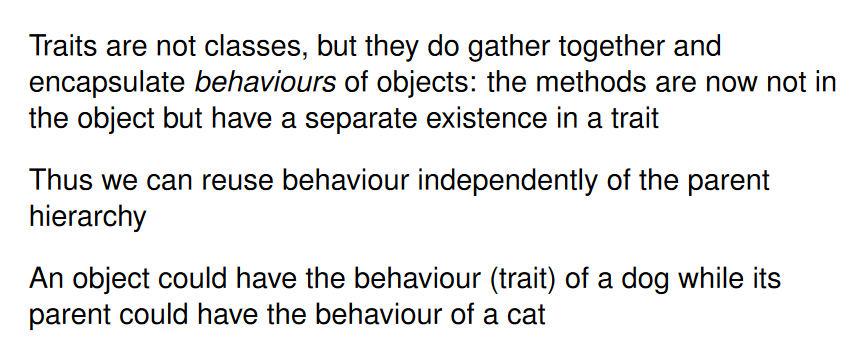 Traits are not classes, but they do gather together and
encapsulate behaviours of objects: the methods are now not in
the object but have a separate existence in a trait
Thus we can reuse behaviour independently of the parent
hierarchy
An object could have the behaviour (trait) of a dog while its
parent could have the behaviour of a cat